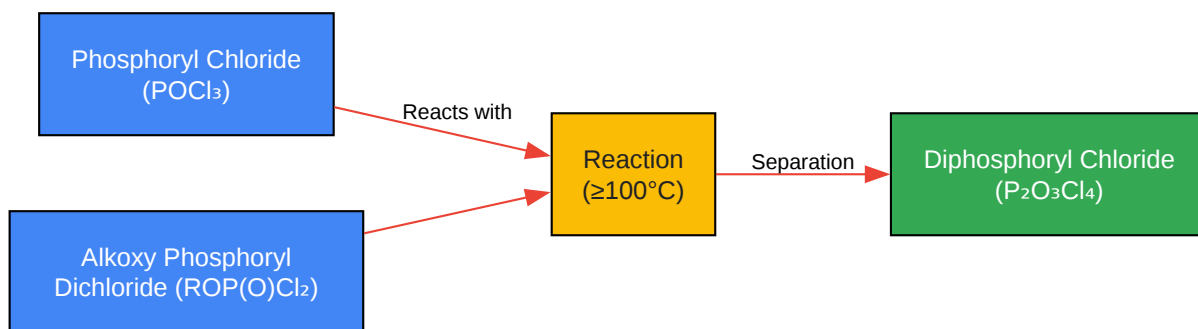 Phosphoryl Chloride
(POCl₃)
Reacts with
Alkoxy Phosphoryl
Dichloride (ROP(O)Cl₂)
Reaction
(≥100°C)
Separation
Diphosphoryl Chloride
(P₂O₃Cl₄)